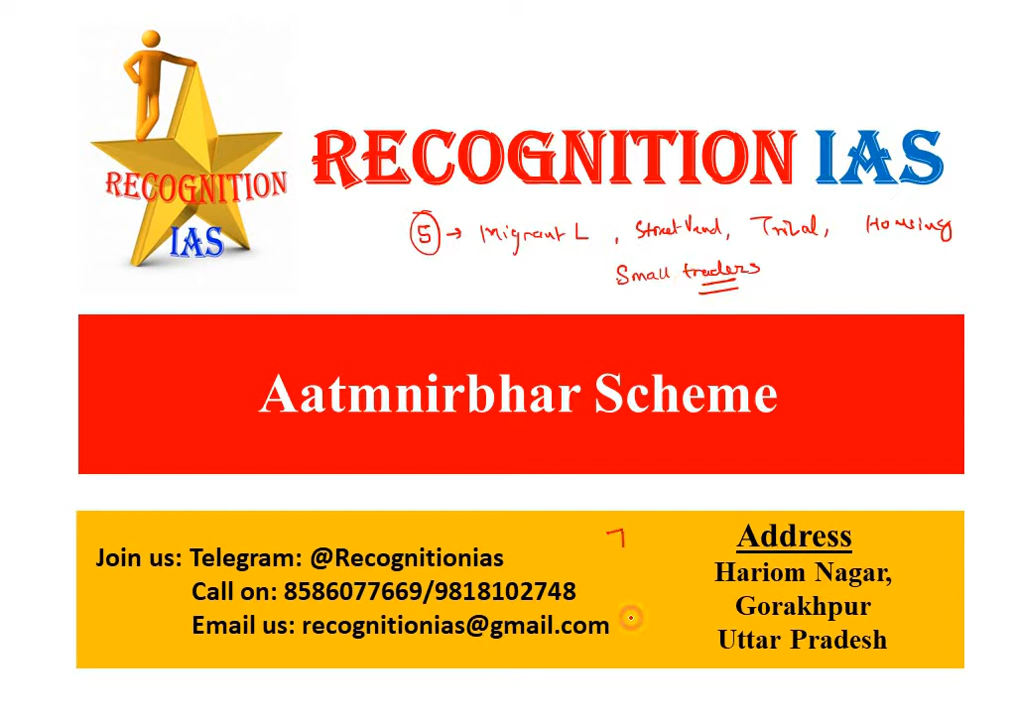 RECOGNITION
IAS
RECOGNITION IAS
5 → Migrant L , Street Vend, Tribal, Housing
Small traders
Aatmnirbhar Scheme
Join us: Telegram: @Recognitionias
Call on: 8586077669/9818102748
Email us: recognitionias@gmail.com
Address
Hariom Nagar,
Gorakhpur
Uttar Pradesh